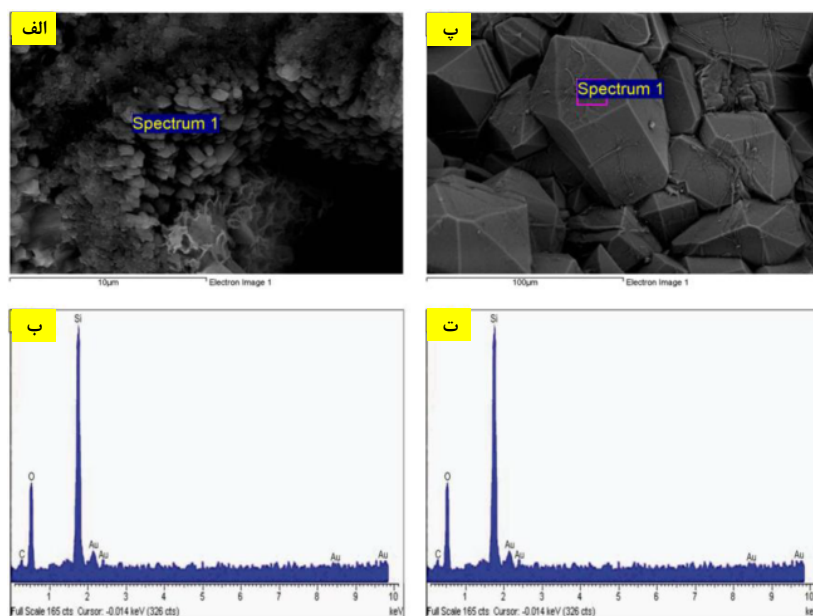 الف
Spectrum 1
10µm
Electron Image 1
پ
Spectrum 1
100µm
Electron Image 1
ب
Si
O
C
Au
Au
Au
Au
1 2 3 4 5 6 7 8 9 10
Full Scale 165 cts Cursor: -0.014 keV (326 cts)
keV
ت
Si
O
C
Au
Au
Au
Au
1 2 3 4 5 6 7 8 9 10
Full Scale 165 cts Cursor: -0.014 keV (326 cts)
keV